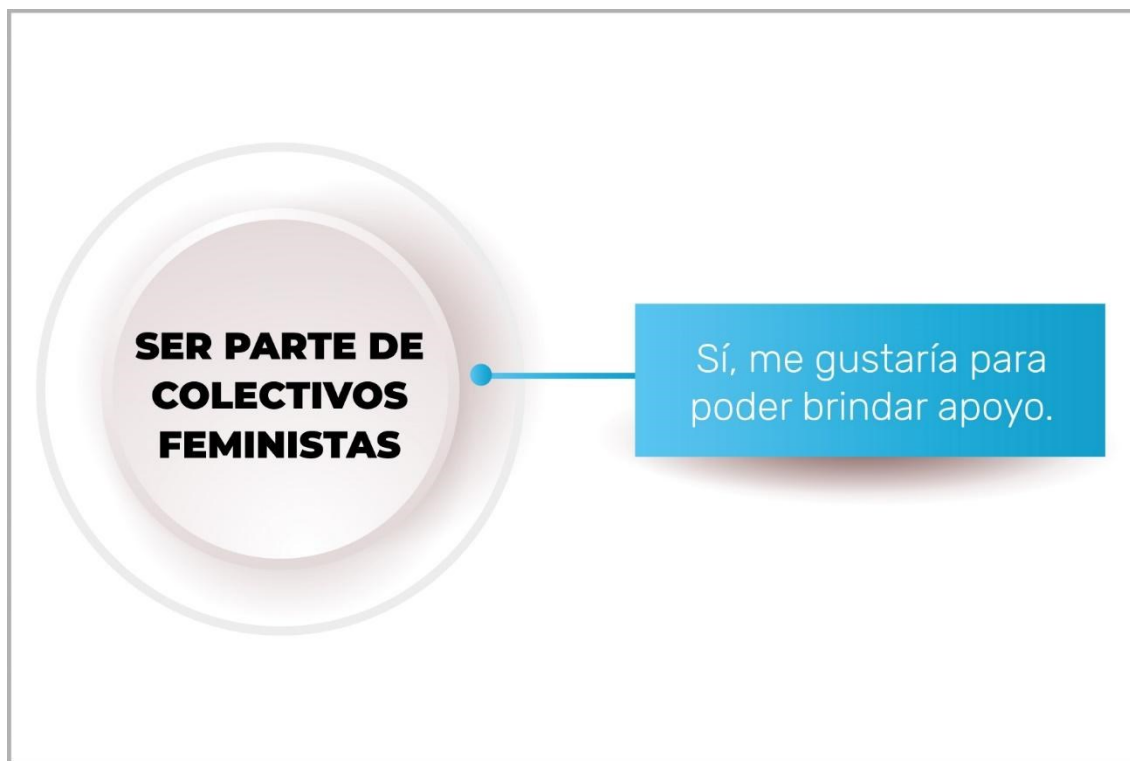 SER PARTE DE
COLECTIVOS
FEMINISTAS
Sí, me gustaría para
poder brindar apoyo.